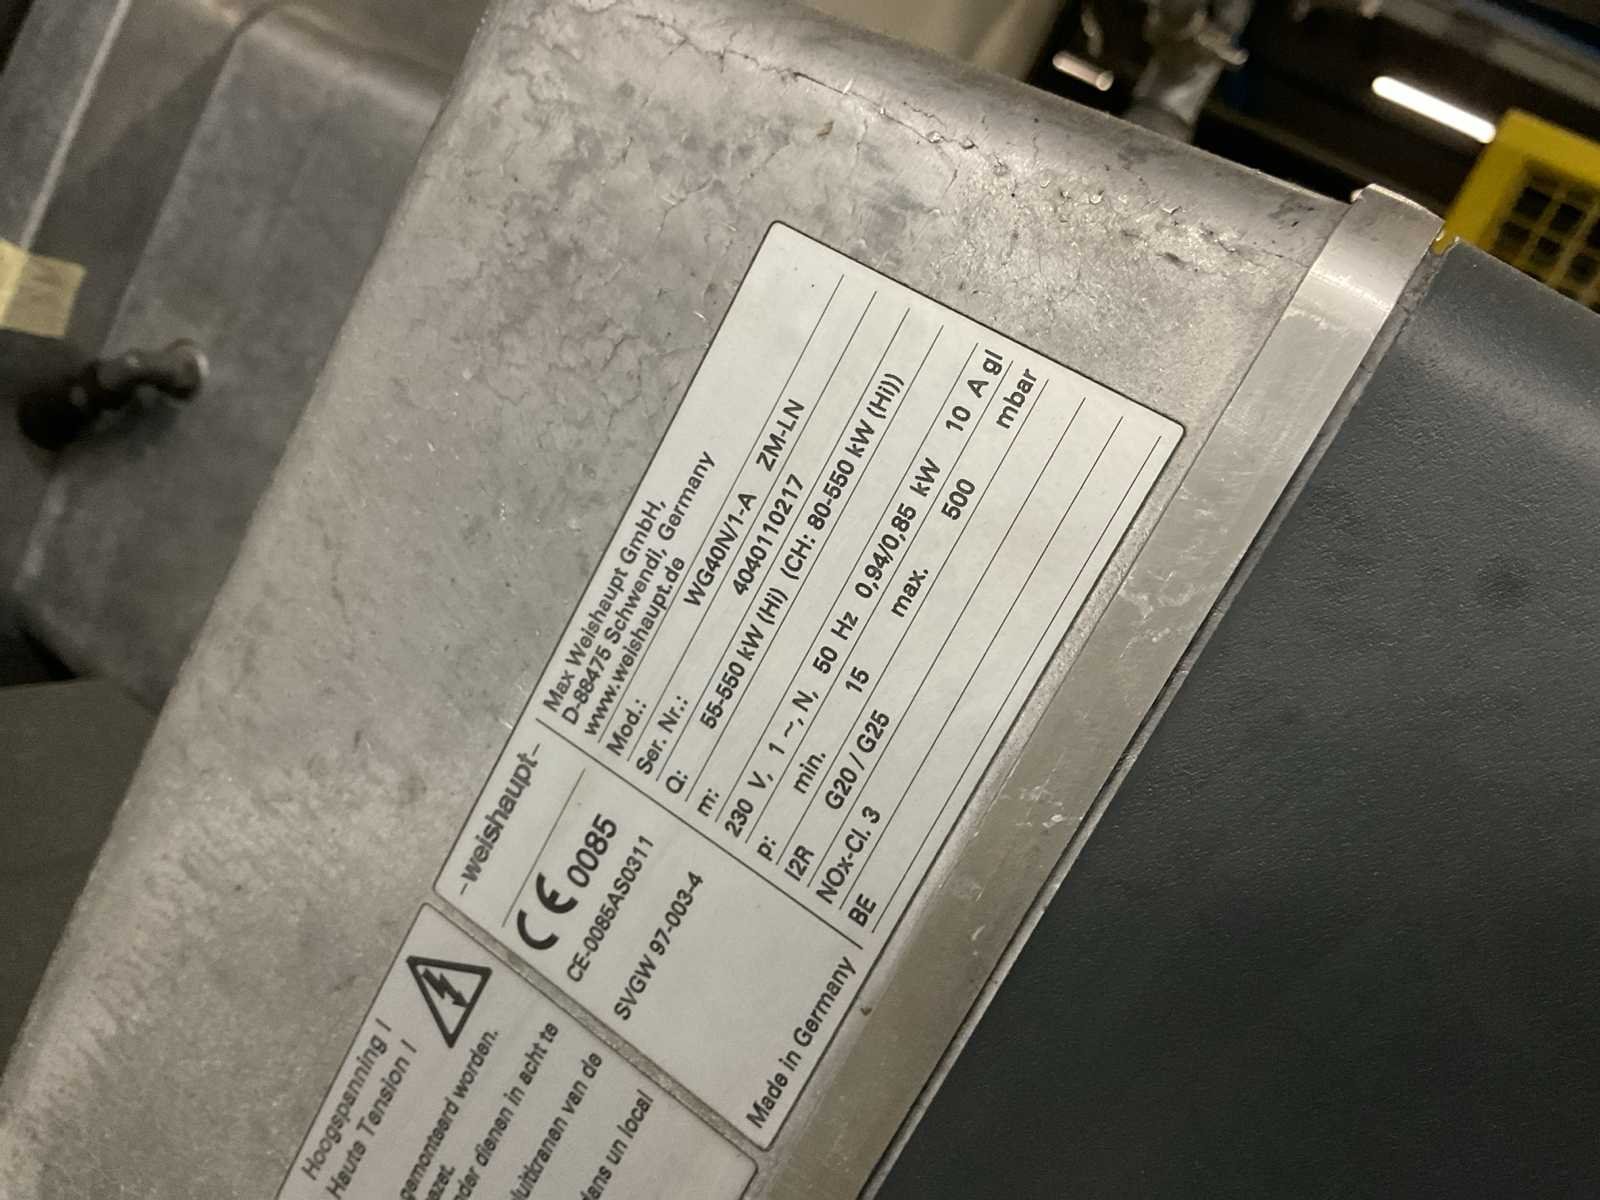 -weishaupt-
Max Weishaupt GmbH,
D-88475 Schwendi, Germany
www.weishaupt.de
CE 0085
CE-0085AS0311
SVGW 97-003-4
Made in Germany
Mod.: WG40N/1-A ZM-LN
Ser. Nr.: 4040110217
Q: 55-550 kW (Hi) (CH: 80-550 kW (Hi))
m:
230 V, 1 ~, N, 50 Hz 0,94/0,85 kW 10 A gl
p: min. 15 max. 500 mbar
I2R G20 / G25
NOx-Cl. 3
BE
Hoogspanning !
Haute Tension !
gemonteerd worden.
dienen in acht te
van de
dans un local